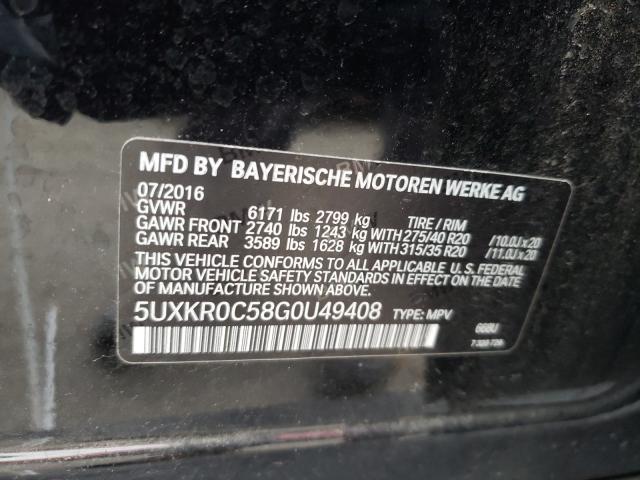 MFD BY BAYERISCHE MOTOREN WERKE AG
07/2016
GVWR 6171 lbs 2799 kg TIRE / RIM
GAWR FRONT 2740 lbs 1243 kg WITH 275/40 R20 /10.0J x 20
GAWR REAR 3589 lbs 1628 kg WITH 315/35 R20 /11.0J x 20
THIS VEHICLE CONFORMS TO ALL APPLICABLE U. S. FEDERAL
MOTOR VEHICLE SAFETY STANDARDS IN EFFECT ON THE DATE
OF MANUFACTURE SHOWN ABOVE.
5UXKR0C58G0U49408 TYPE: MPV
668U